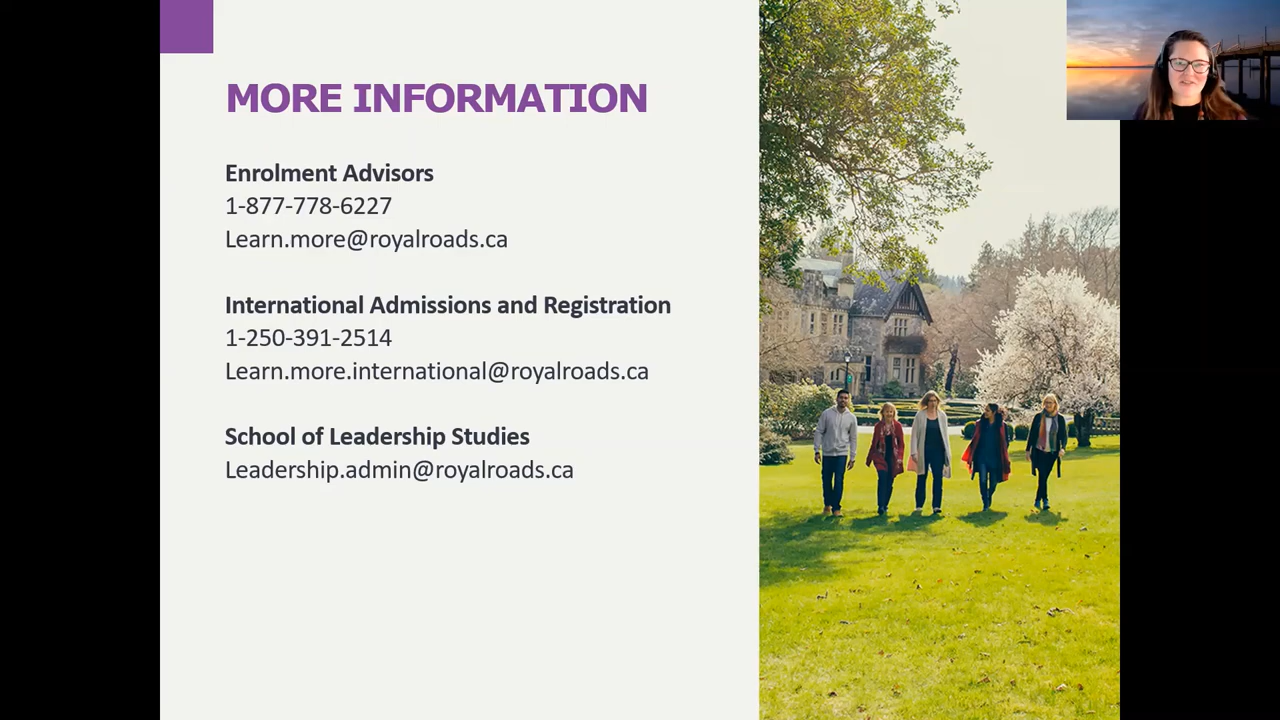 MORE INFORMATION
Enrolment Advisors
1-877-778-6227
Learn.more@royalroads.ca
International Admissions and Registration
1-250-391-2514
Learn.more.international@royalroads.ca
School of Leadership Studies
Leadership.admin@royalroads.ca